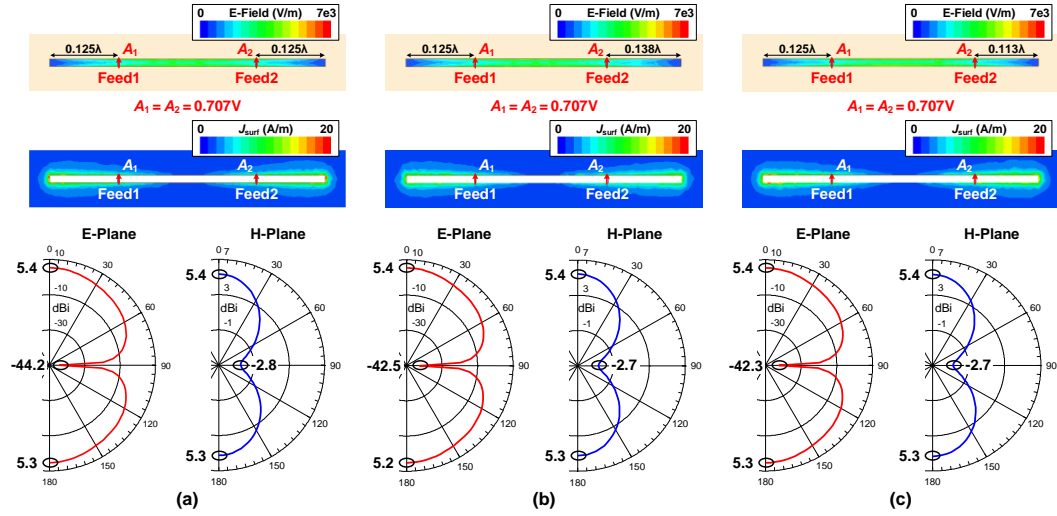 0 E-Field (V/m) 7e3
0.125λ A1 A2 0.125λ
Feed1 Feed2
A1 = A2 = 0.707V
0 Jsurf (A/m) 20
A1 A2
Feed1 Feed2
E-Plane H-Plane
0 10 30 60 90 120 150 180
-10 dBi -30
5.4 -44.2 5.3
0 7 30 60 90 120 150 180
3 dBi -1
5.4 -2.8 5.3
(a)
0 E-Field (V/m) 7e3
0.125λ A1 A2 0.138λ
Feed1 Feed2
A1 = A2 = 0.707V
0 Jsurf (A/m) 20
A1 A2
Feed1 Feed2
E-Plane H-Plane
0 10 30 60 90 120 150 180
-10 dBi -30
5.4 -42.5 5.2
0 7 30 60 90 120 150 180
3 dBi -1
5.4 -2.7 5.3
(b)
0 E-Field (V/m) 7e3
0.125λ A1 A2 0.113λ
Feed1 Feed2
A1 = A2 = 0.707V
0 Jsurf (A/m) 20
A1 A2
Feed1 Feed2
E-Plane H-Plane
0 10 30 60 90 120 150 180
-10 dBi -30
5.4 -42.3 5.3
0 7 30 60 90 120 150 180
3 dBi -1
5.4 -2.7 5.3
(c)